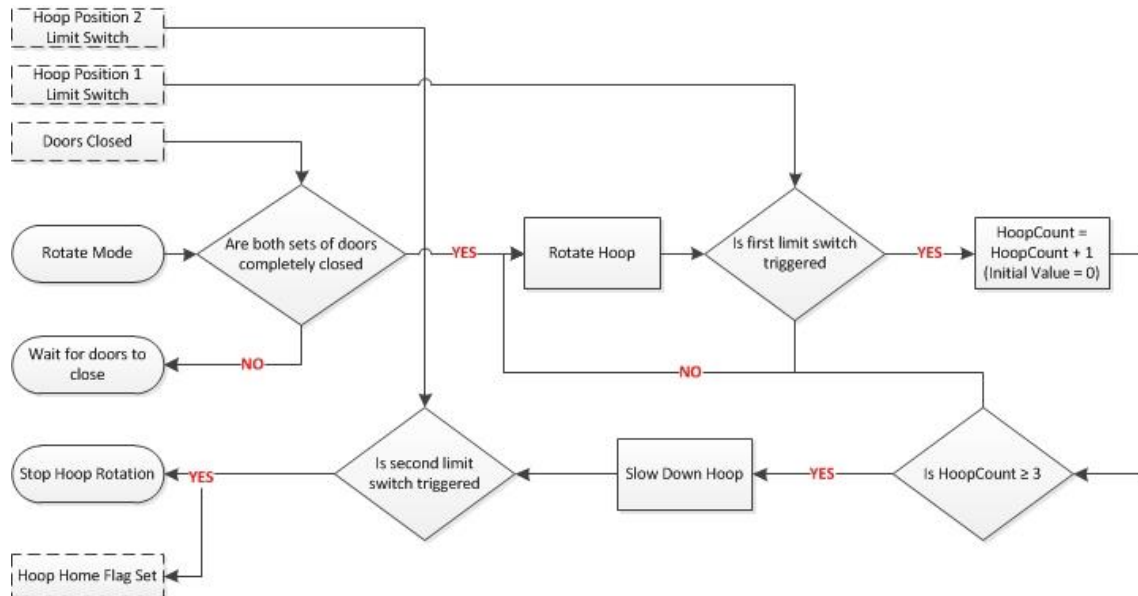 Hoop Position 2
Limit Switch
Hoop Position 1
Limit Switch
Doors Closed
Rotate Mode
Are both sets of doors
completely closed
YES
Rotate Hoop
Is first limit switch
triggered
YES
HoopCount =
HoopCount + 1
(Initial Value = 0)
Wait for doors to
close
NO
NO
Stop Hoop Rotation
YES
Is second limit
switch triggered
Slow Down Hoop
YES
Is HoopCount ≥ 3
Hoop Home Flag Set